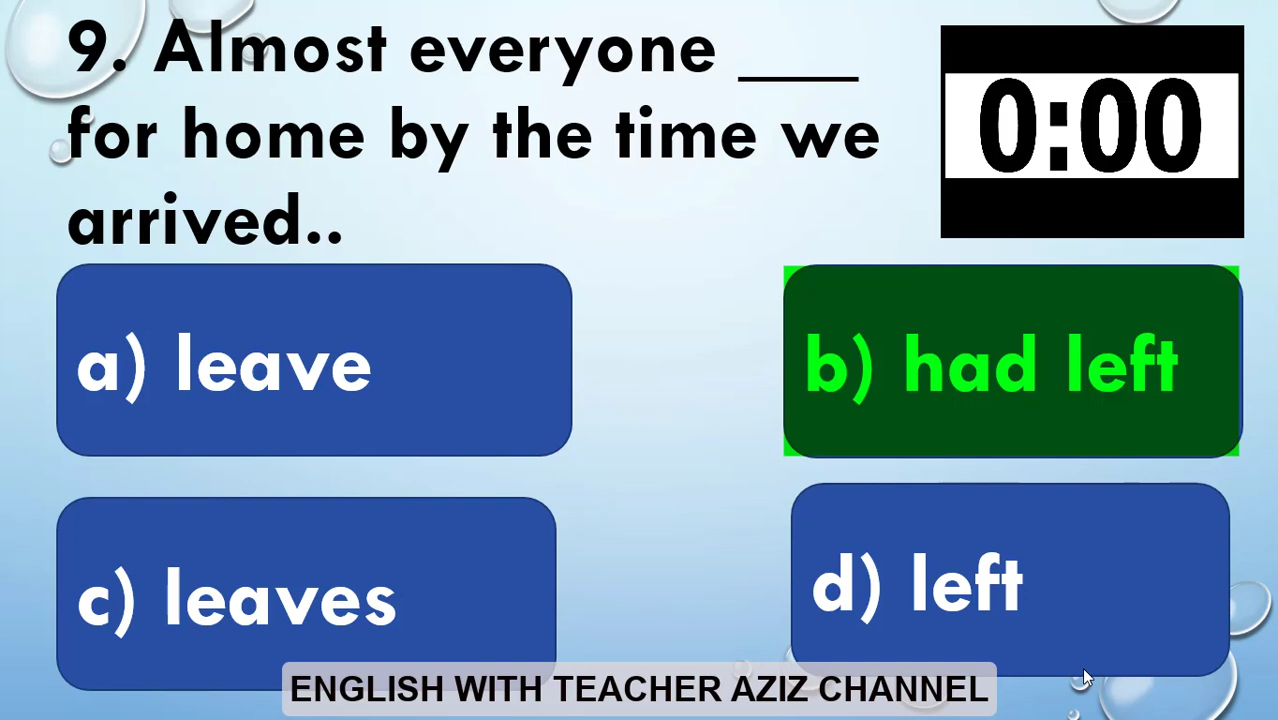 9. Almost everyone ____
for home by the time we
arrived..
0:00
a) leave
b) had left
c) leaves
d) left
ENGLISH WITH TEACHER AZIZ CHANNEL